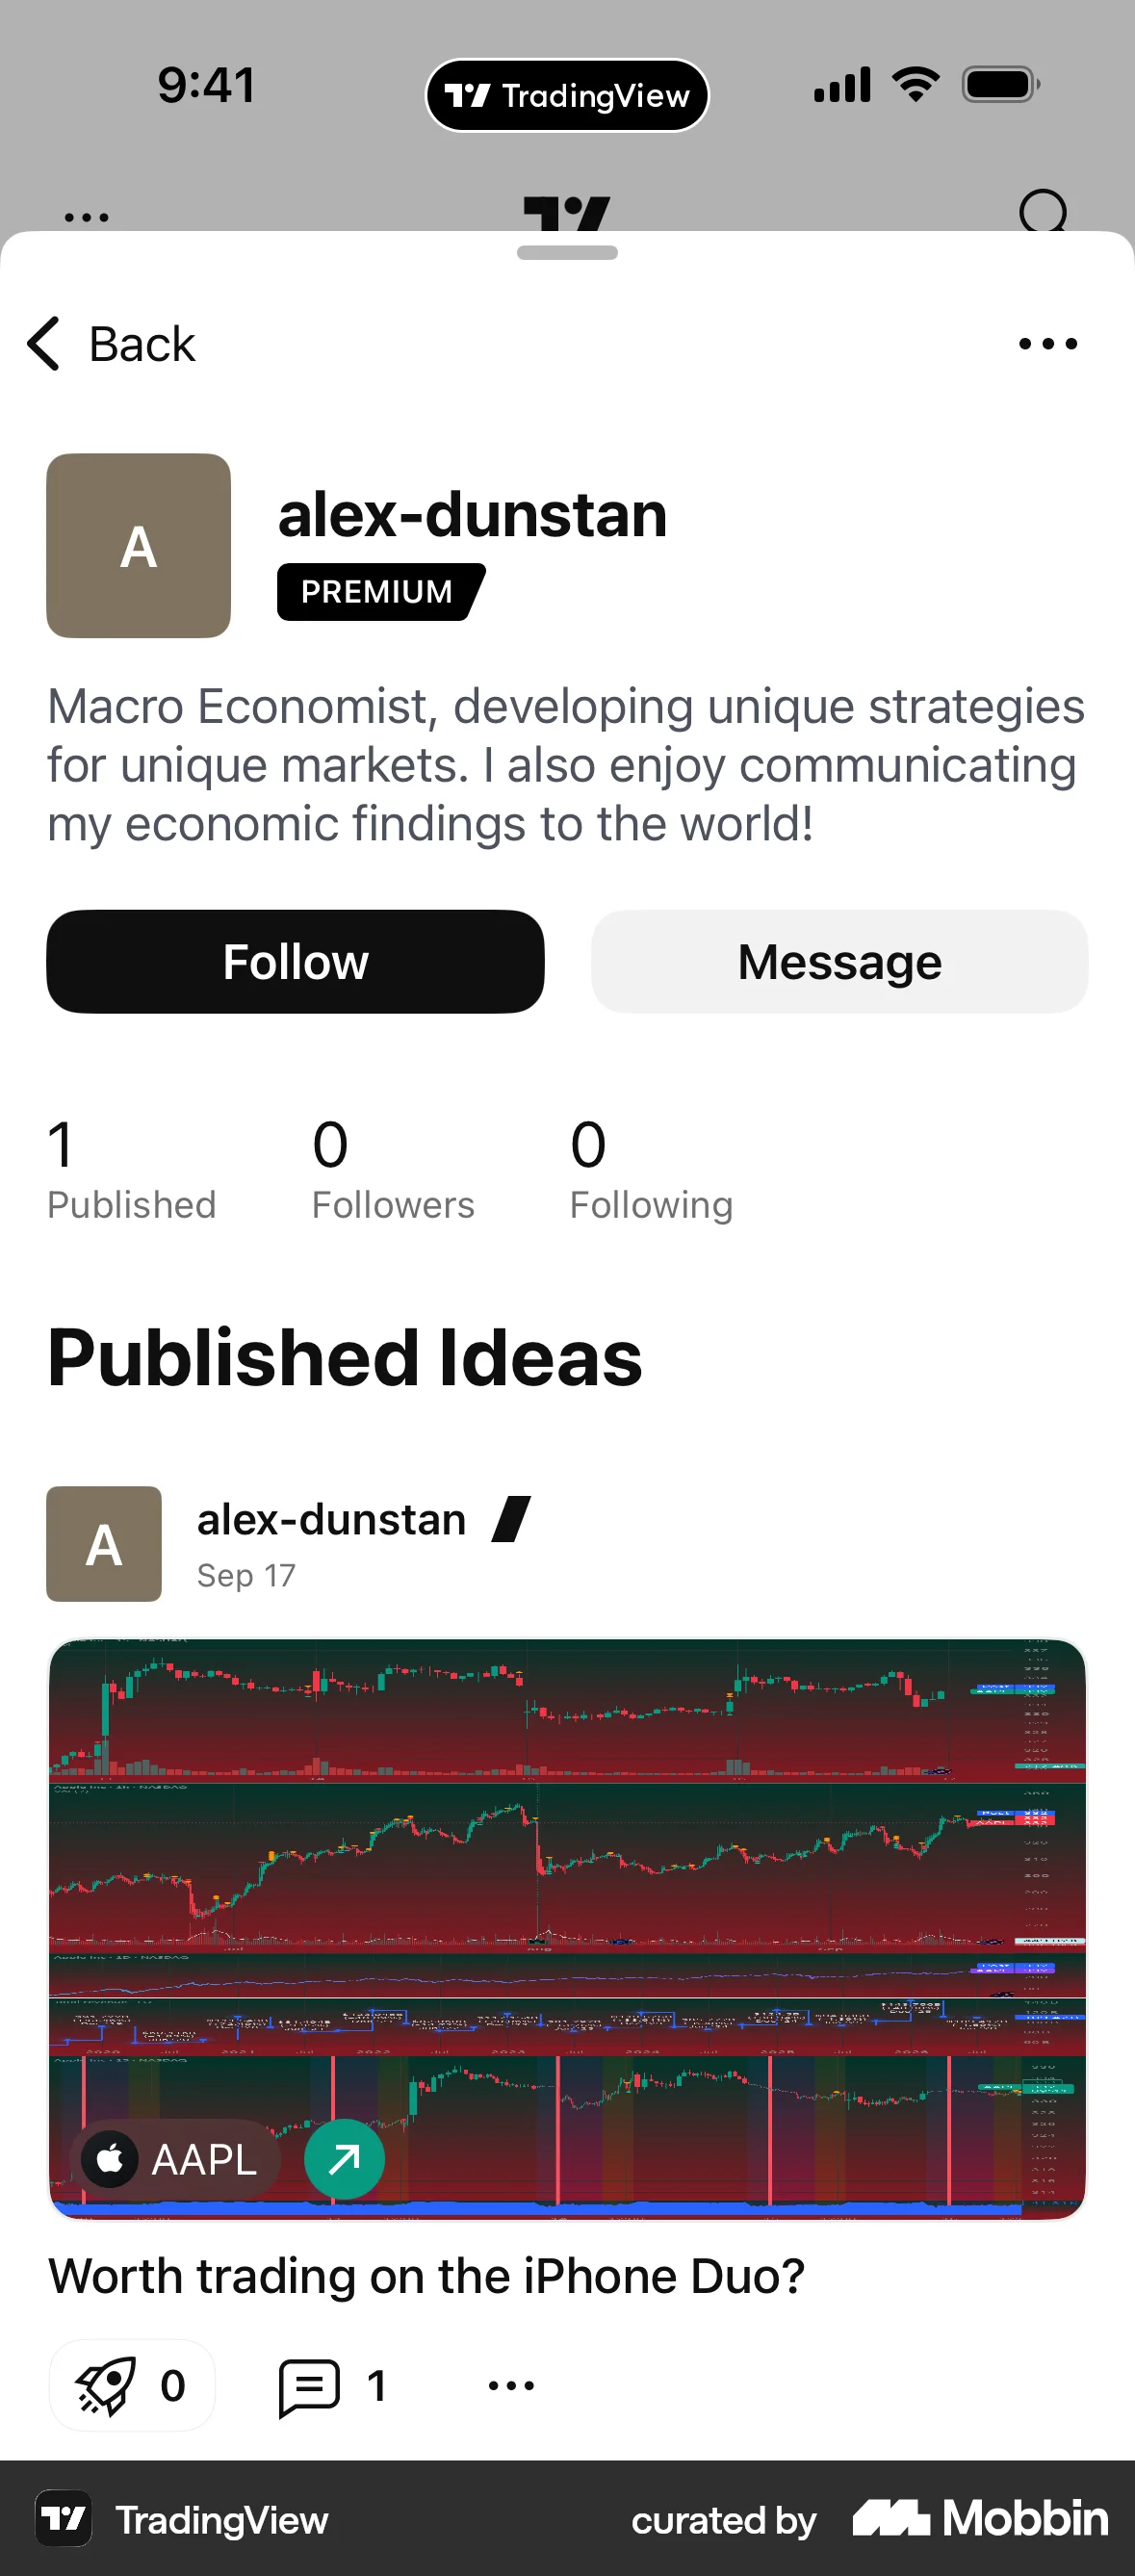 9:41
TradingView
Back
A
alex-dunstan
PREMIUM
Macro Economist, developing unique strategies
for unique markets. I also enjoy communicating
my economic findings to the world!
Follow
Message
1
0
0
Published
Followers
Following
Published Ideas
A
alex-dunstan
Sep 17
AAPL
Worth trading on the iPhone Duo?
0
1
TradingView
curated by
Mobbin